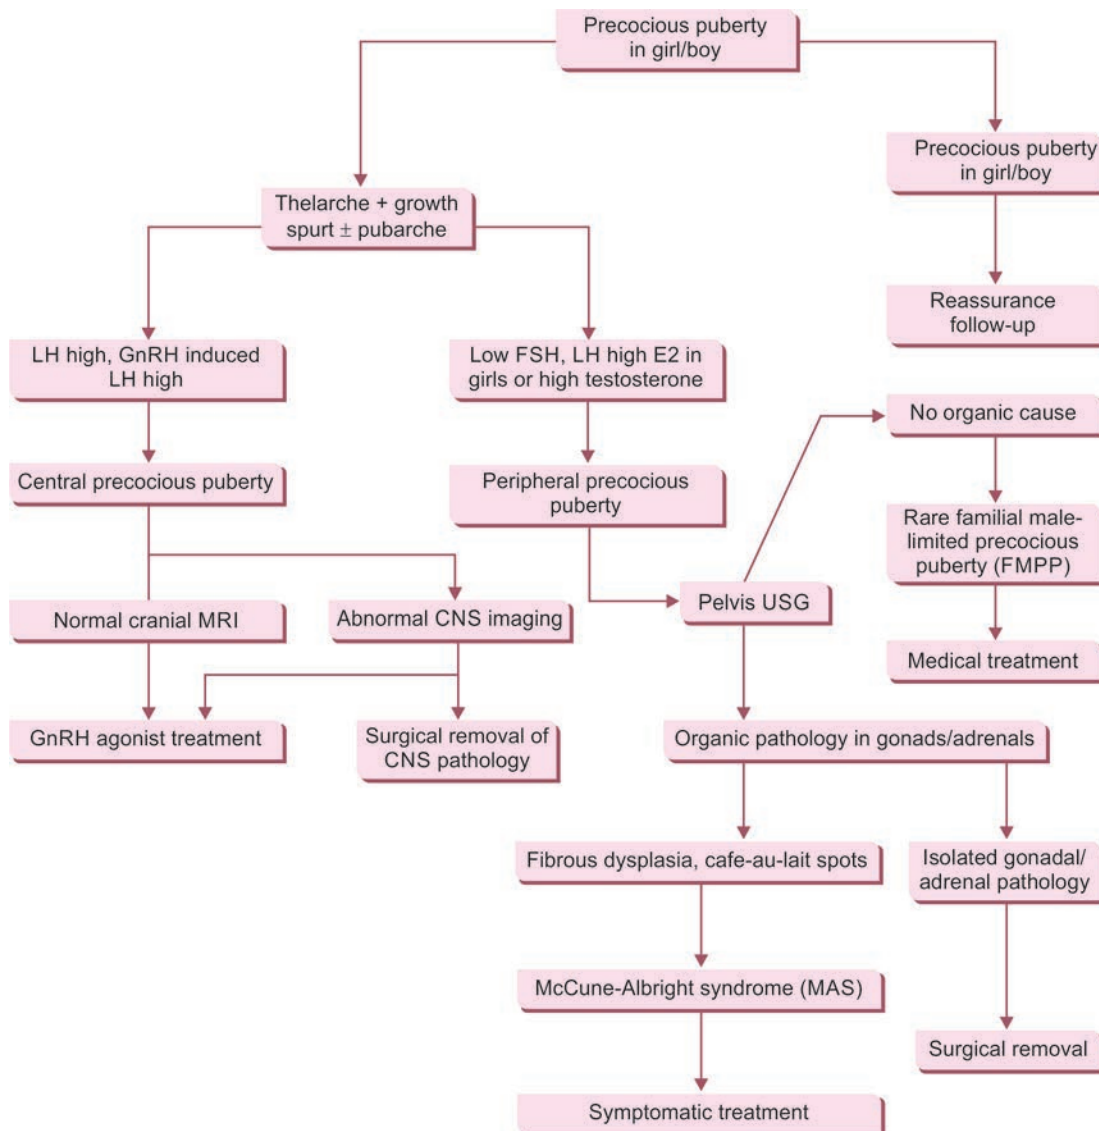 Precocious puberty
in girl/boy
Precocious puberty
in girl/boy
Thelarche + growth
spurt ± pubarche
Reassurance
follow-up
LH high, GnRH induced
LH high
Low FSH, LH high E2 in
girls or high testosterone
No organic cause
Central precocious puberty
Peripheral precocious
puberty
Rare familial male-
limited precocious
puberty (FMPP)
Normal cranial MRI
Abnormal CNS imaging
Pelvis USG
Medical treatment
GnRH agonist treatment
Surgical removal of
CNS pathology
Organic pathology in gonads/adrenals
Fibrous dysplasia, cafe-au-lait spots
Isolated gonadal/
adrenal pathology
McCune-Albright syndrome (MAS)
Surgical removal
Symptomatic treatment